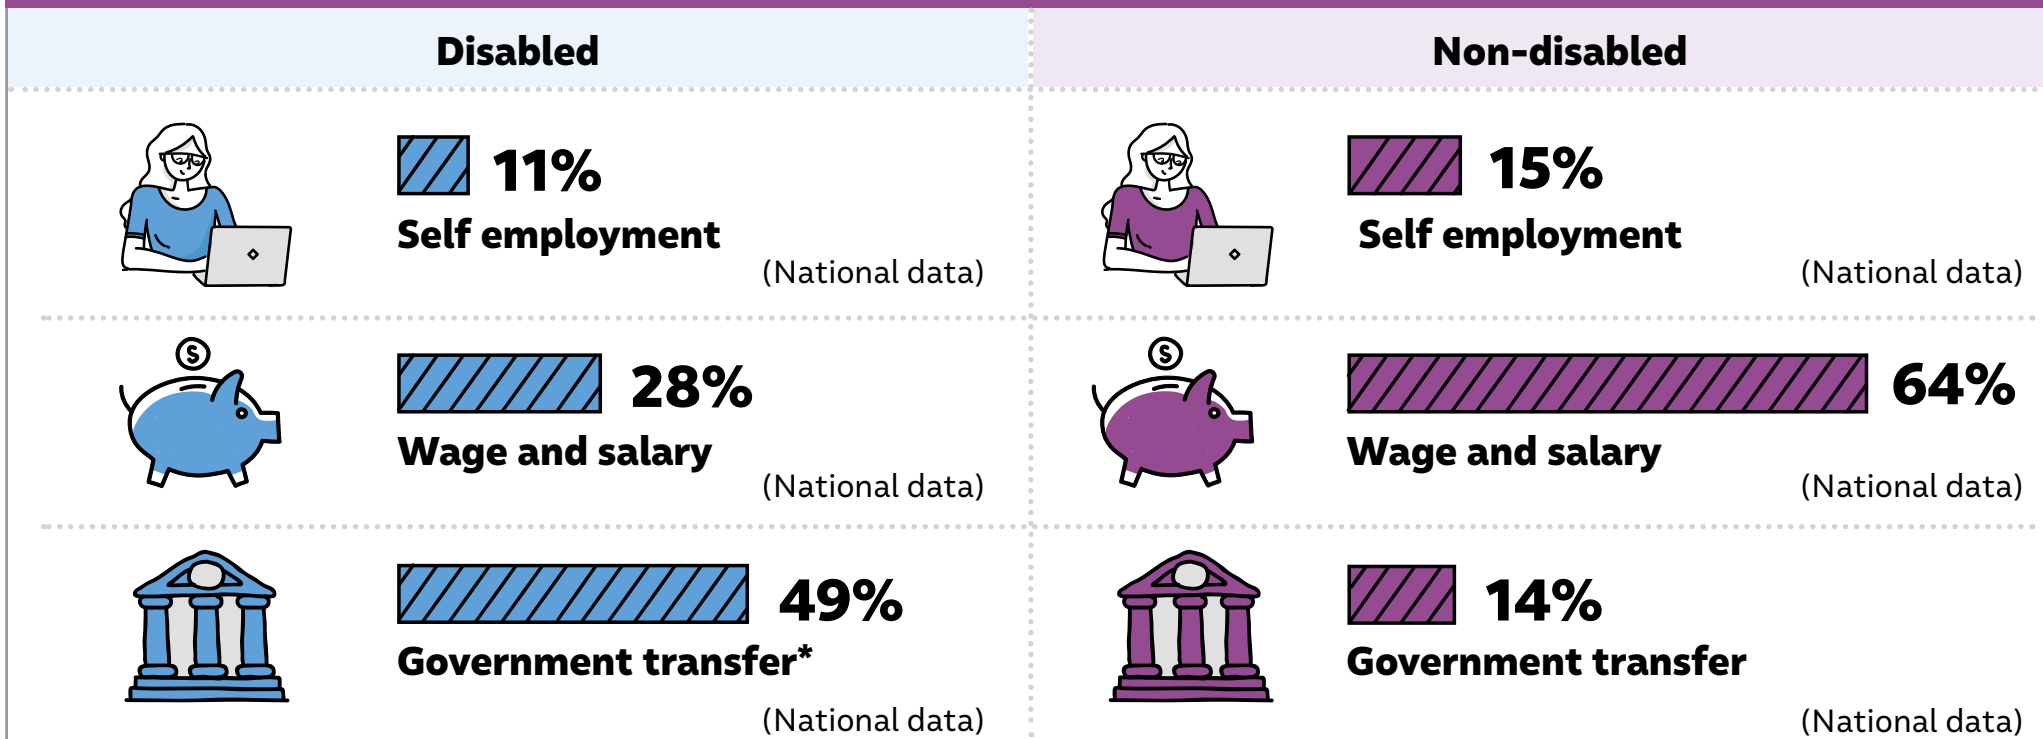 Disabled
Non-disabled
11%
Self employment
(National data)
15%
Self employment
(National data)
$
28%
Wage and salary
(National data)
$
64%
Wage and salary
(National data)
49%
Government transfer*
(National data)
14%
Government transfer
(National data)